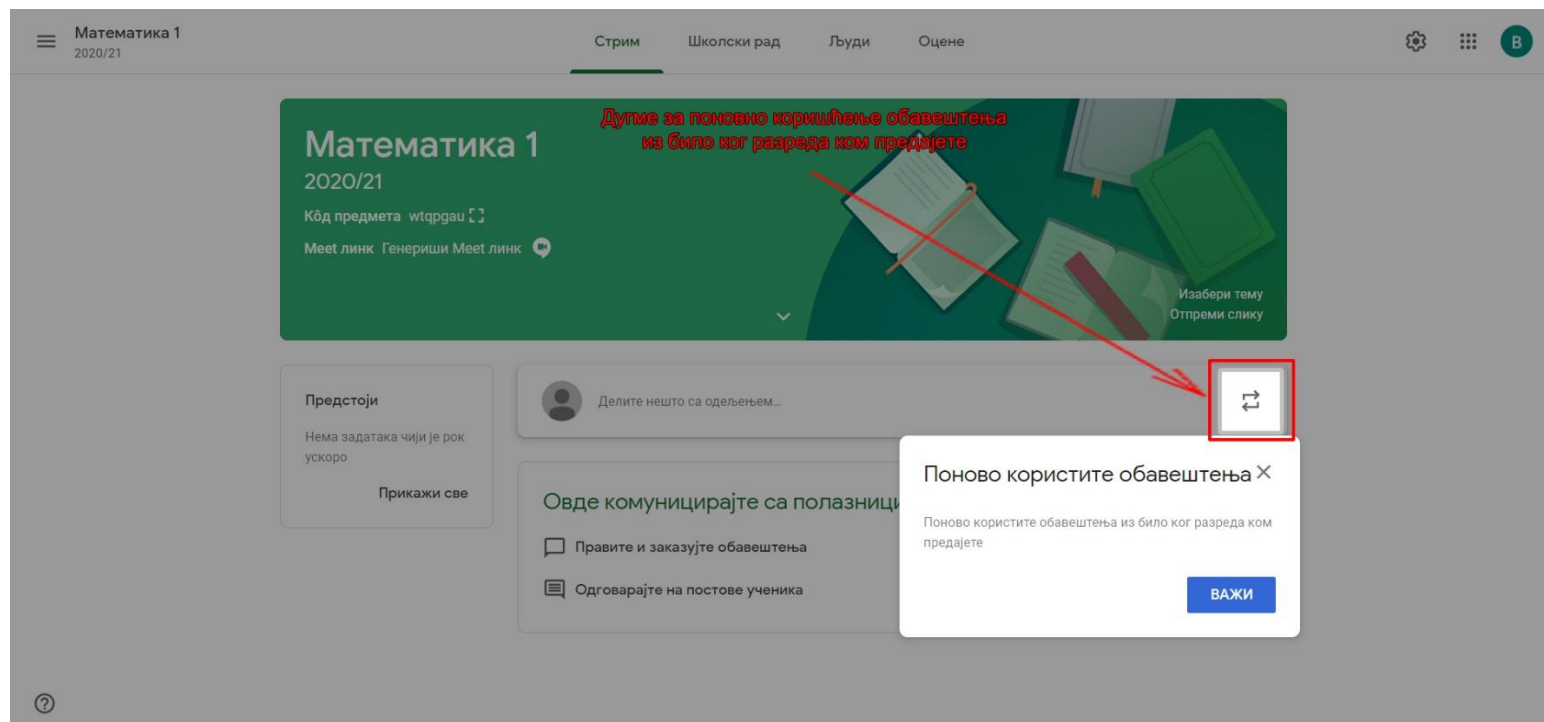 Математика 1
2020/21
Стрим Школски рад Људи Оцене
B
Дугме за поновно коришћење обавештења
из било ког разреда ком предајете
Математика 1
2020/21
Кôд предмета wtqpgau
Meet линк Генериши Meet линк
Изабери тему
Отпреми слику
Предстоји
Нема задатака чији је рок
ускоро
Прикажи све
Делите нешто са одељењем...
Овде комуницирајте са полазници
Правите и заказујте обавештења
Одговарајте на постове ученика
Поново користите обавештења
Поново користите обавештења из било ког разреда ком
предајете
ВАЖИ